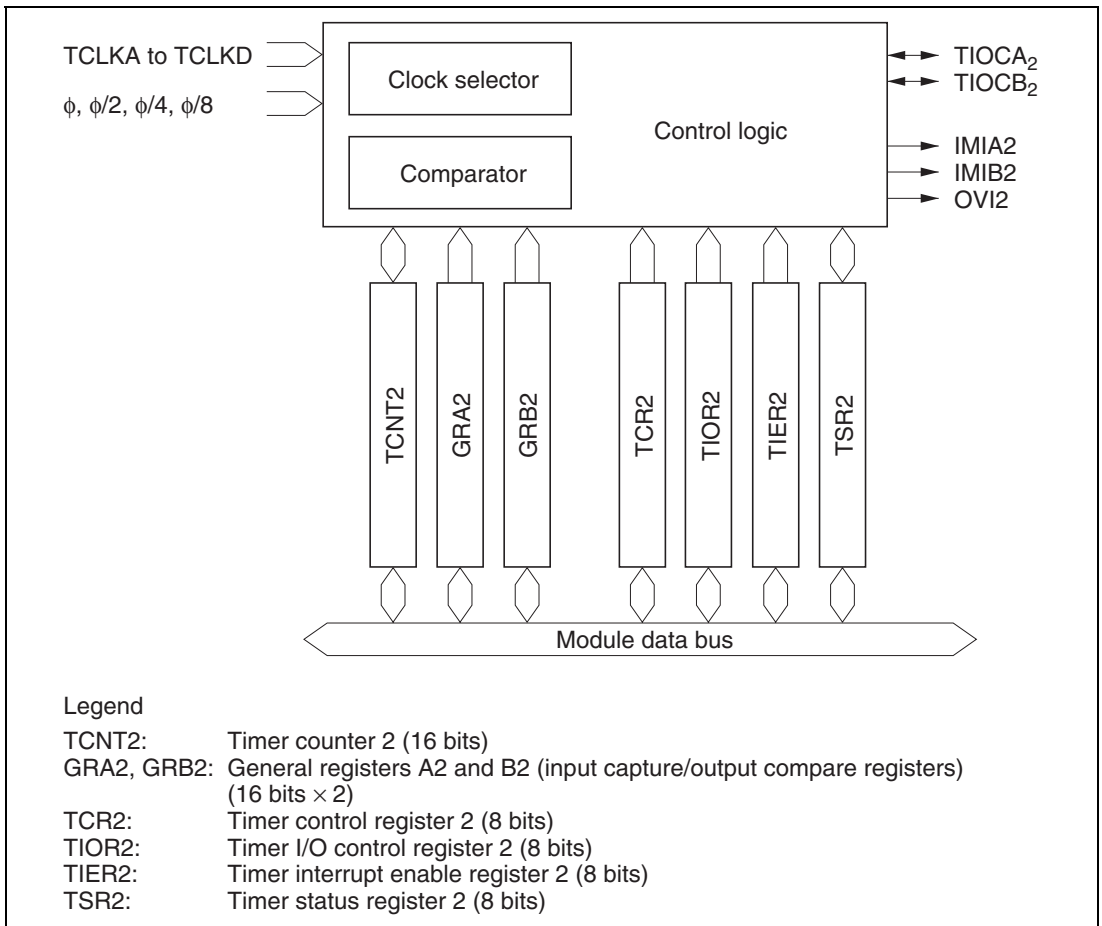 TCLKA to TCLKD
ϕ, ϕ/2, ϕ/4, ϕ/8
Clock selector
Comparator
Control logic
TIOCA₂
TIOCB₂
IMIA2
IMIB2
OVI2
TCNT2
GRA2
GRB2
TCR2
TIOR2
TIER2
TSR2
Module data bus
Legend
TCNT2: Timer counter 2 (16 bits)
GRA2, GRB2: General registers A2 and B2 (input capture/output compare registers)
(16 bits × 2)
TCR2: Timer control register 2 (8 bits)
TIOR2: Timer I/O control register 2 (8 bits)
TIER2: Timer interrupt enable register 2 (8 bits)
TSR2: Timer status register 2 (8 bits)